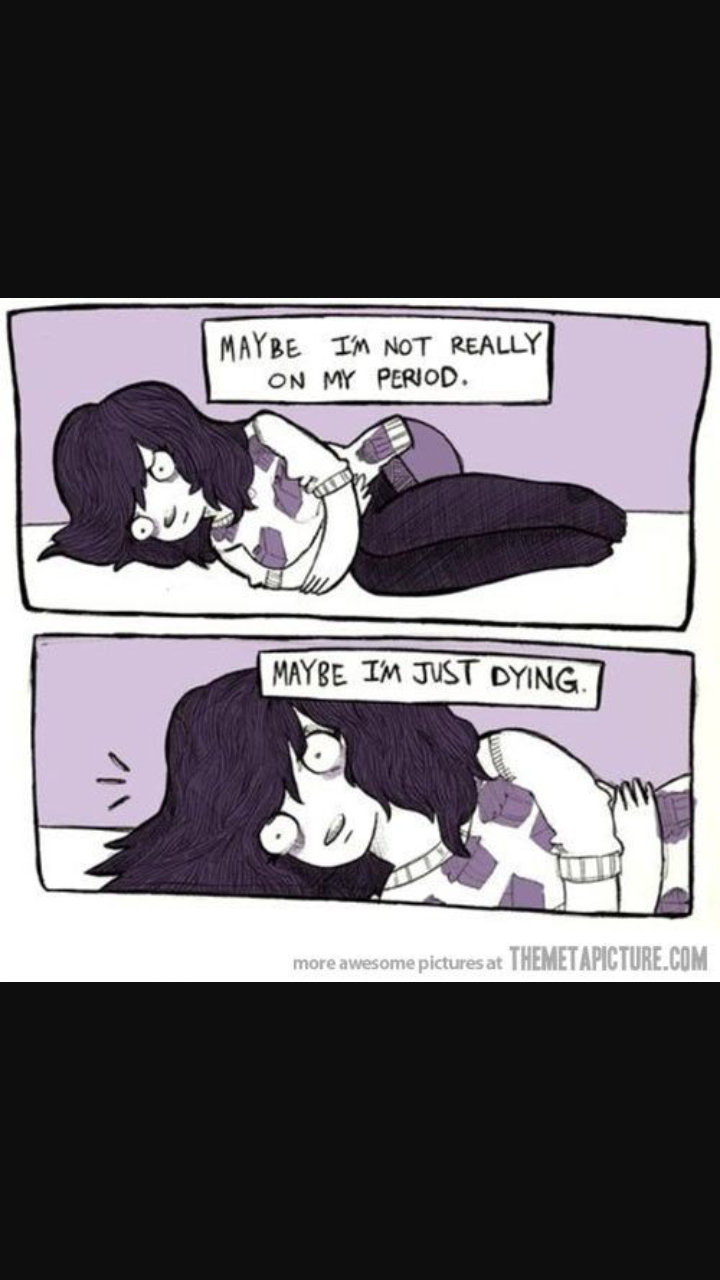 MAYBE I'M NOT REALLY
ON MY PERIOD.
MAYBE I'M JUST DYING.
more awesome pictures at THEMETAPICTURE.COM